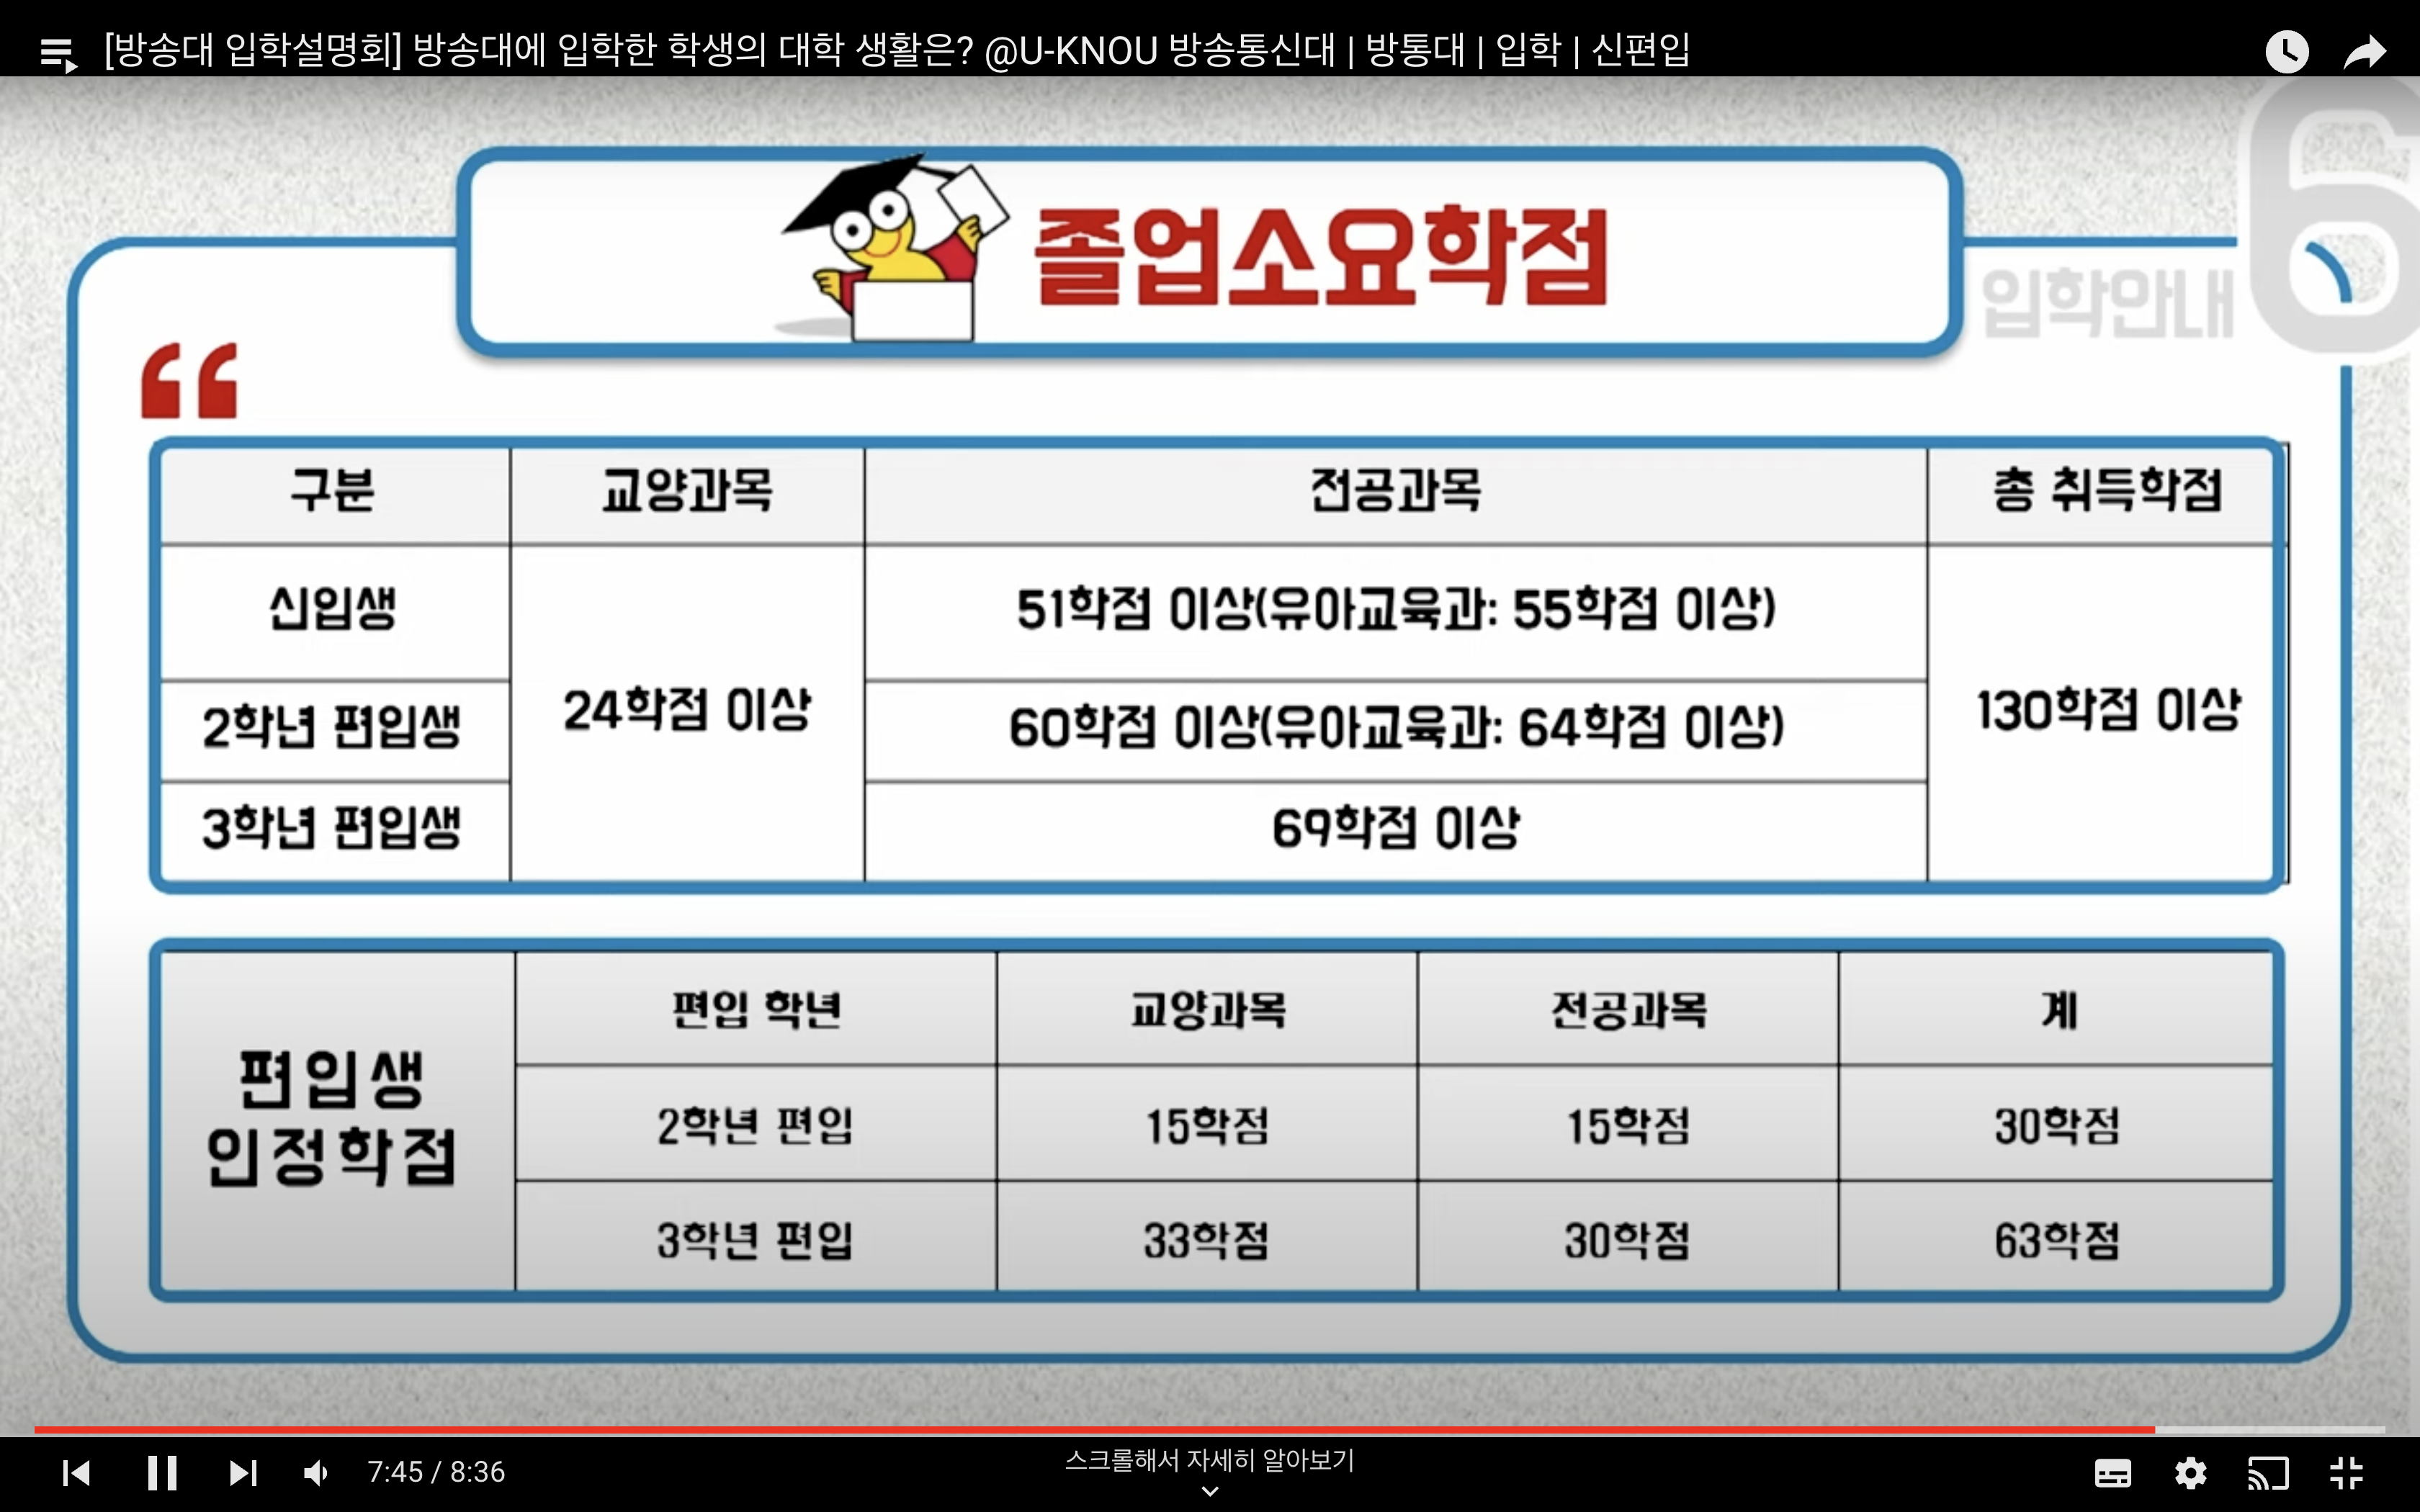 [방송대 입학설명회] 방송대에 입학한 학생의 대학 생활은? @U-KNOU 방송통신대 | 방통대 | 입학 | 신편입
6
졸업소요학점
입학안내
“
구분 교양과목 전공과목 총 취득학점
신입생 51학점 이상(유아교육과: 55학점 이상)
24학점 이상 130학점 이상
2학년 편입생 60학점 이상(유아교육과: 64학점 이상)
3학년 편입생 69학점 이상
편입생
인정학점
편입 학년 교양과목 전공과목 계
2학년 편입 15학점 15학점 30학점
3학년 편입 33학점 30학점 63학점
7:45 / 8:36
스크롤해서 자세히 알아보기